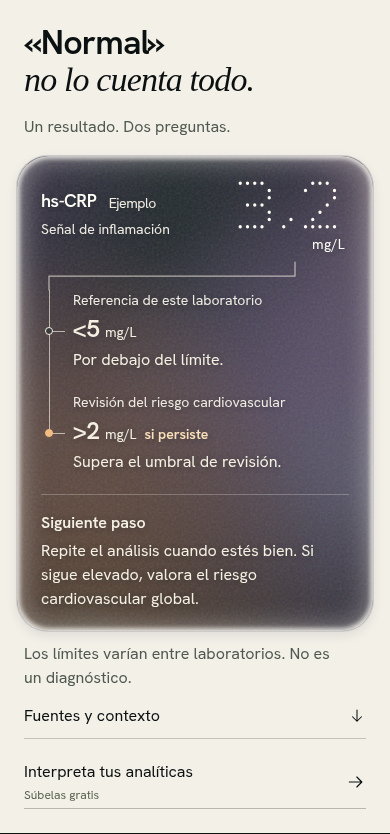 «Normal»
no lo cuenta todo.
Un resultado. Dos preguntas.
hs-CRP Ejemplo
3.2
Señal de inflamación
mg/L
Referencia de este laboratorio
<5 mg/L
Por debajo del límite.
Revisión del riesgo cardiovascular
>2 mg/L si persiste
Supera el umbral de revisión.
Siguiente paso
Repite el análisis cuando estés bien. Si
sigue elevado, valora el riesgo
cardiovascular global.
Los límites varían entre laboratorios. No es
un diagnóstico.
Fuentes y contexto ↓
Interpreta tus analíticas →
Súbelas gratis